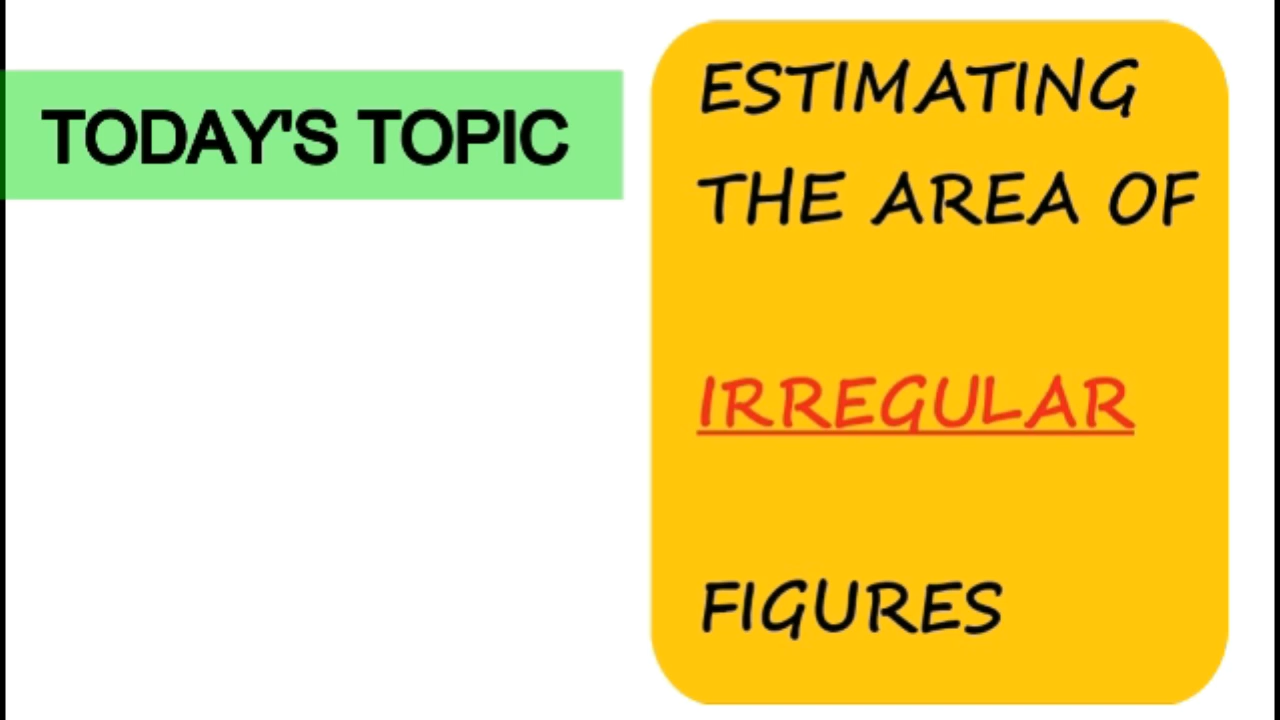 TODAY'S TOPIC
ESTIMATING
THE AREA OF
IRREGULAR
FIGURES